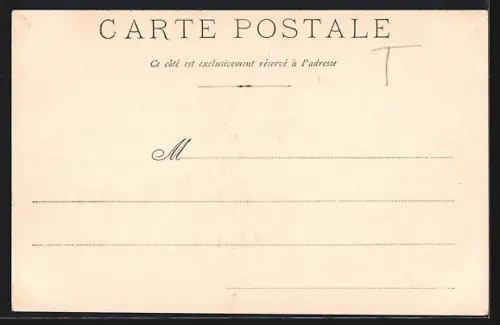 CARTE POSTALE
Ce côté est exclusivement réservé à l'adresse
T
M